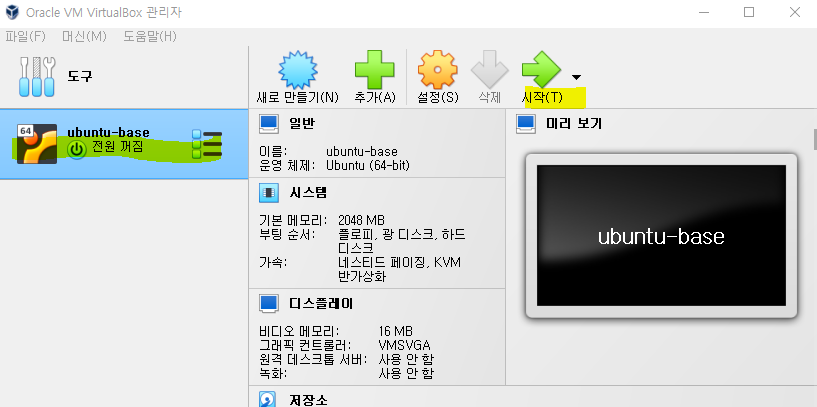 Oracle VM VirtualBox 관리자
파일(F) 머신(M) 도움말(H)
도구
새로 만들기(N) 추가(A) 설정(S) 삭제 시작(T)
64
ubuntu-base
전원 꺼짐
일반
이름: ubuntu-base
운영 체제: Ubuntu (64-bit)
시스템
기본 메모리: 2048 MB
부팅 순서: 플로피, 광 디스크, 하드
디스크
가속: 네스티드 페이징, KVM
반가상화
디스플레이
비디오 메모리: 16 MB
그래픽 컨트롤러: VMSVGA
원격 데스크톱 서버: 사용 안 함
녹화: 사용 안 함
저장소
미리 보기
ubuntu-base